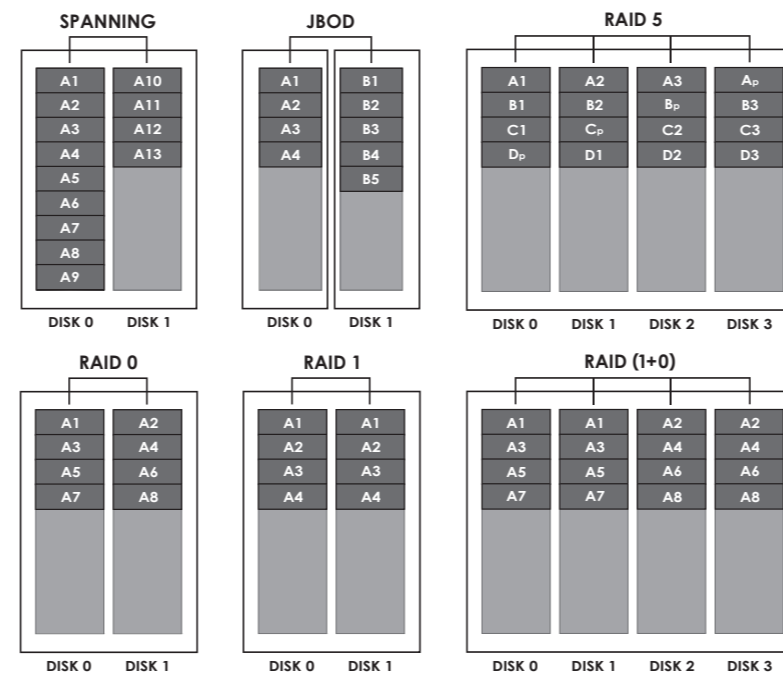 SPANNING
A1 A10
A2 A11
A3 A12
A4 A13
A5
A6
A7
A8
A9
DISK 0 DISK 1
JBOD
A1 B1
A2 B2
A3 B3
A4 B4
B5
DISK 0 DISK 1
RAID 5
A1 A2 A3 Ap
B1 B2 Bp B3
C1 Cp C2 C3
Dp D1 D2 D3
DISK 0 DISK 1 DISK 2 DISK 3
RAID 0
A1 A2
A3 A4
A5 A6
A7 A8
DISK 0 DISK 1
RAID 1
A1 A1
A2 A2
A3 A3
A4 A4
DISK 0 DISK 1
RAID (1+0)
A1 A1 A2 A2
A3 A3 A4 A4
A5 A5 A6 A6
A7 A7 A8 A8
DISK 0 DISK 1 DISK 2 DISK 3